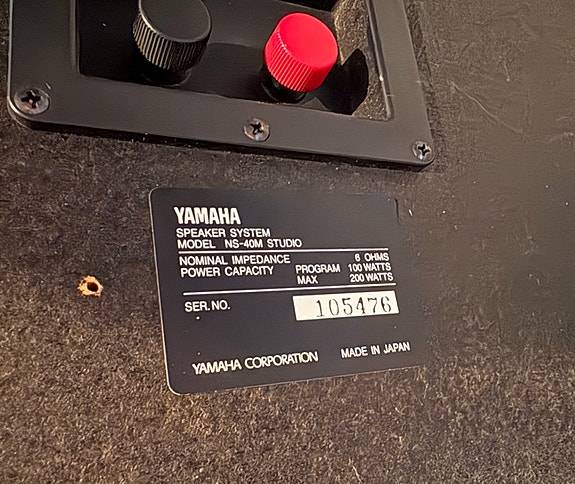 YAMAHA
SPEAKER SYSTEM
MODEL NS-40M STUDIO
NOMINAL IMPEDANCE 6 OHMS
POWER CAPACITY PROGRAM 100 WATTS
MAX 200 WATTS
SER. NO. 105476
YAMAHA CORPORATION MADE IN JAPAN